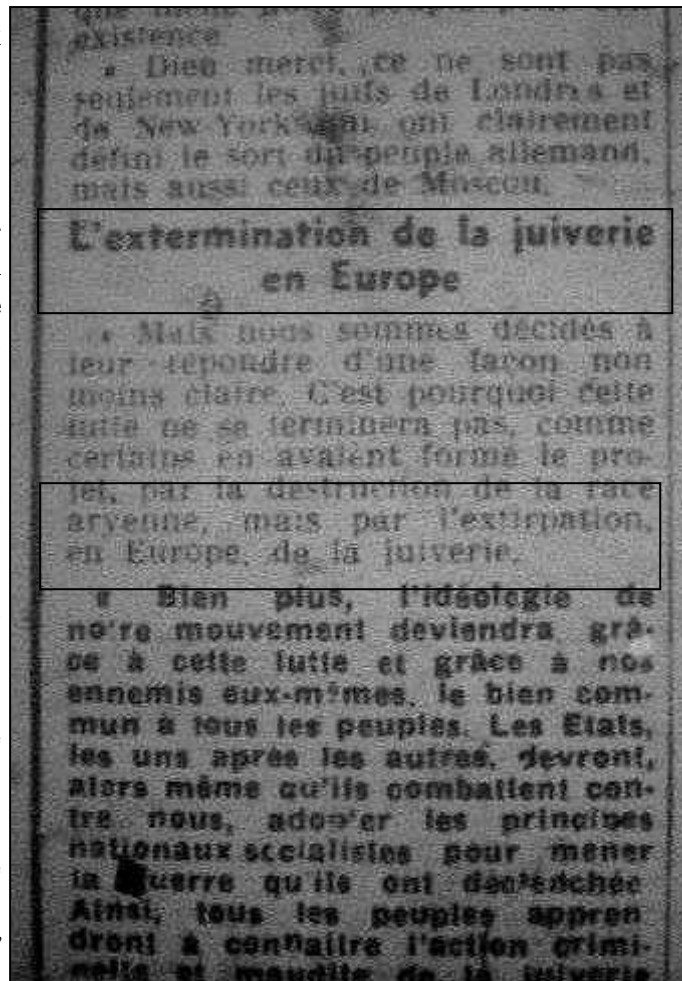 existence
« Dieu merci, ce ne sont pas
seulement les juifs de Londres et
de New-York qui ont clairement
défini le sort du peuple allemand,
mais aussi ceux de Moscou.
L'extermination de la juiverie
en Europe
« Mais nous sommes décidés à
leur répondre d'une façon non
moins claire. C'est pourquoi cette
lutte ne se terminera pas, comme
certains en avaient formé le pro-
jet, par la destruction de la race
aryenne, mais par l'extirpation,
en Europe, de la juiverie.
« Bien plus, l'idéologie de
notre mouvement deviendra grâ-
ce à cette lutte et grâce à nos
ennemis eux-mêmes, le bien com-
mun à tous les peuples. Les Etats,
les uns après les autres, devront,
alors même qu'ils combattent con-
tre nous, adopter les principes
nationaux socialistes pour mener
la guerre qu'ils ont déclenchée
Ainsi, tous les peuples appren
dront à connaître l'action crimi-
nelle et maudite de la juiverie